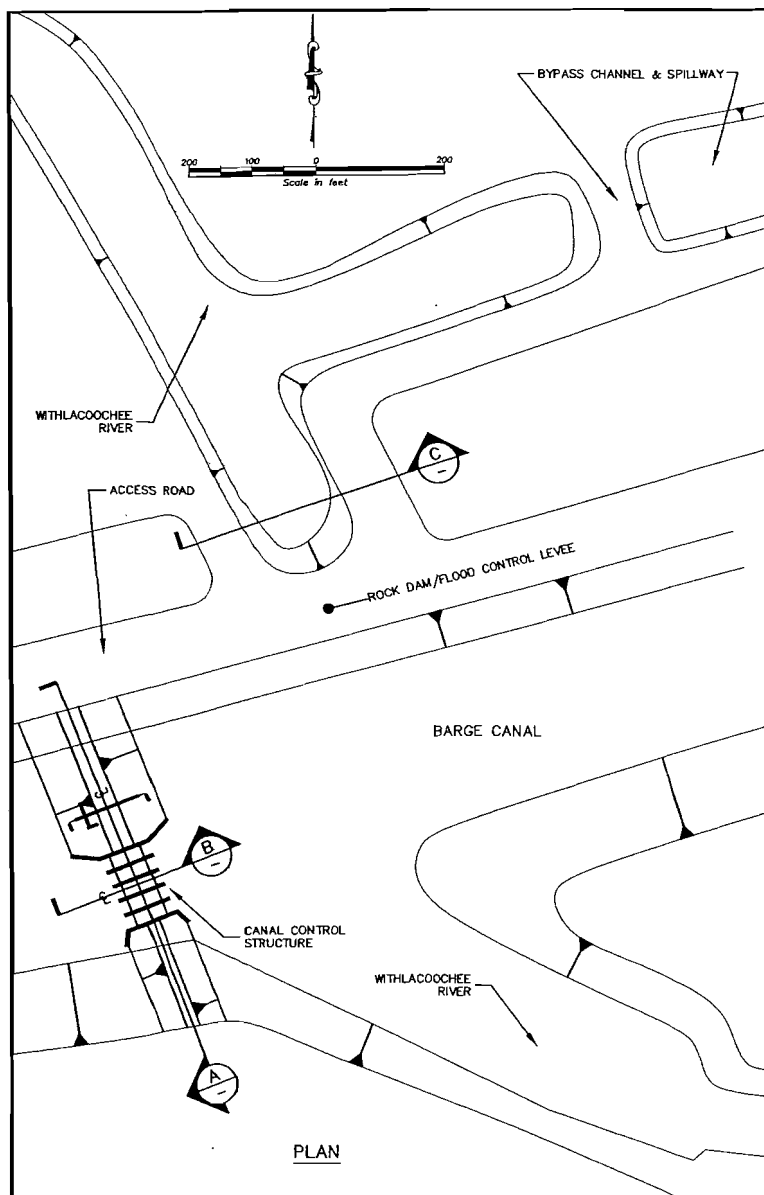 BYPASS CHANNEL & SPILLWAY
200 100 0 200
Scale in feet
WITHLACOOCHEE
RIVER
C
ACCESS ROAD
ROCK DAM/FLOOD CONTROL LEVEE
BARGE CANAL
B
CANAL CONTROL
STRUCTURE
WITHLACOOCHEE
RIVER
A
PLAN